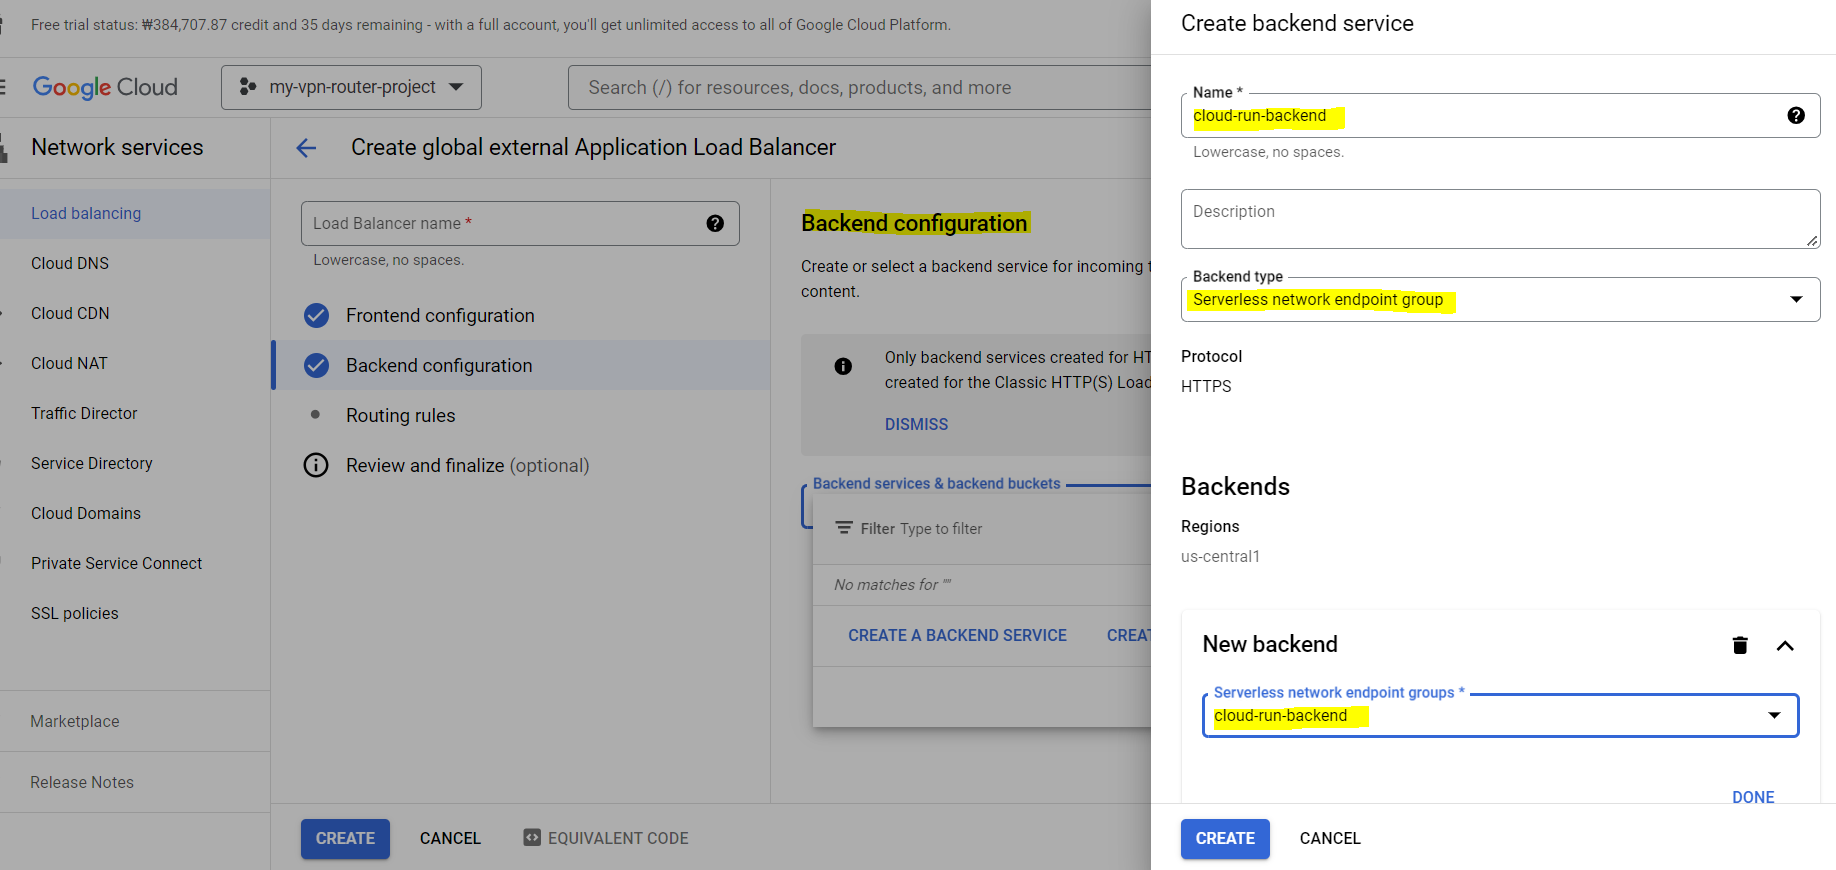 Free trial status: ₩384,707.87 credit and 35 days remaining - with a full account, you'll get unlimited access to all of Google Cloud Platform.
Google Cloud
my-vpn-router-project
Search (/) for resources, docs, products, and more
Network services
Load balancing
Cloud DNS
Cloud CDN
Cloud NAT
Traffic Director
Service Directory
Cloud Domains
Private Service Connect
SSL policies
Marketplace
Release Notes
Create global external Application Load Balancer
Load Balancer name *
Lowercase, no spaces.
Frontend configuration
Backend configuration
Routing rules
Review and finalize (optional)
CREATE
CANCEL
EQUIVALENT CODE
Backend configuration
Create or select a backend service for incoming
content.
Only backend services created for HT
created for the Classic HTTP(S) Load
DISMISS
Backend services & backend buckets
Filter Type to filter
No matches for ""
CREATE A BACKEND SERVICE
CREAT
Create backend service
Name *
cloud-run-backend
Lowercase, no spaces.
Description
Backend type
Serverless network endpoint group
Protocol
HTTPS
Backends
Regions
us-central1
New backend
Serverless network endpoint groups *
cloud-run-backend
DONE
CREATE
CANCEL